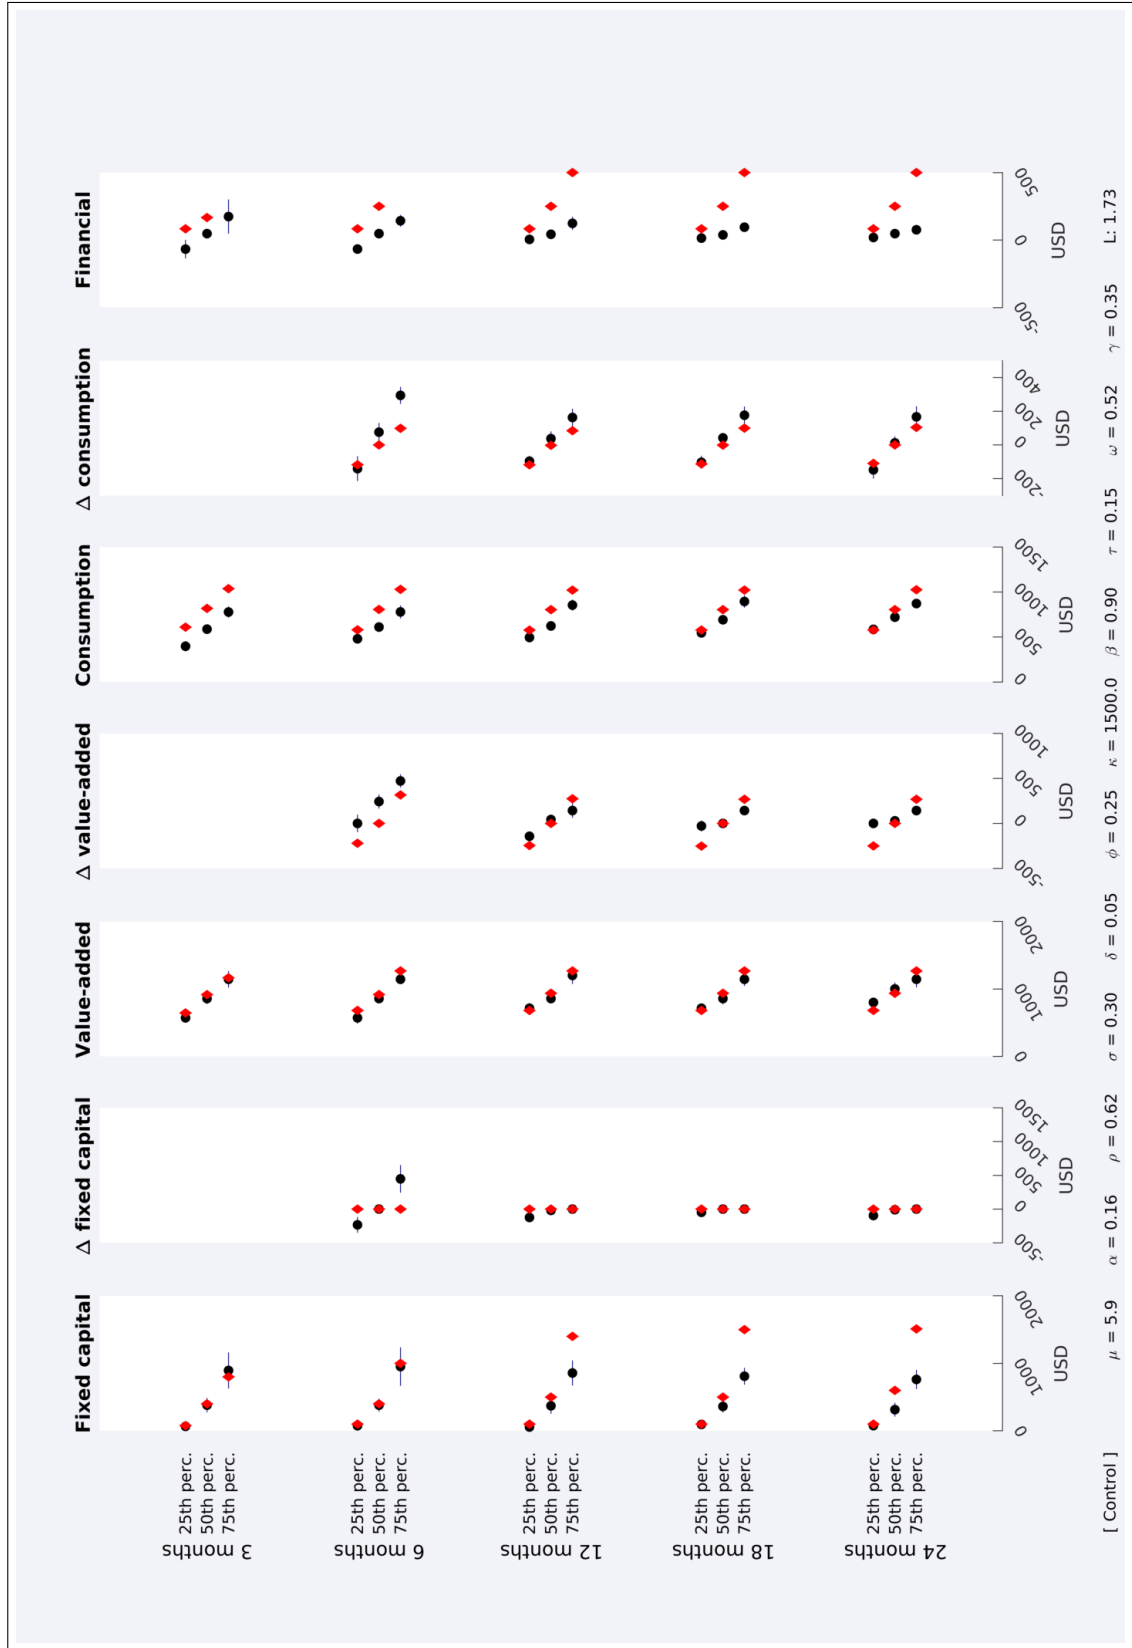 Fixed capital Δ fixed capital Value-added Δ value-added Consumption Δ consumption Financial
3 months
25th perc.
50th perc.
75th perc.
6 months
25th perc.
50th perc.
75th perc.
12 months
25th perc.
50th perc.
75th perc.
18 months
25th perc.
50th perc.
75th perc.
24 months
25th perc.
50th perc.
75th perc.
0 1000 2000 -500 0 500 1000 1500 0 1000 2000 -500 0 500 1000 0 500 1000 1500 -200 0 200 400 -500 0 500
USD USD USD USD USD USD USD
[ Control ] μ = 5.9 α = 0.16 ρ = 0.62 σ = 0.30 δ = 0.05 ϕ = 0.25 κ = 1500.0 β = 0.90 τ = 0.15 ω = 0.52 γ = 0.35 L: 1.73